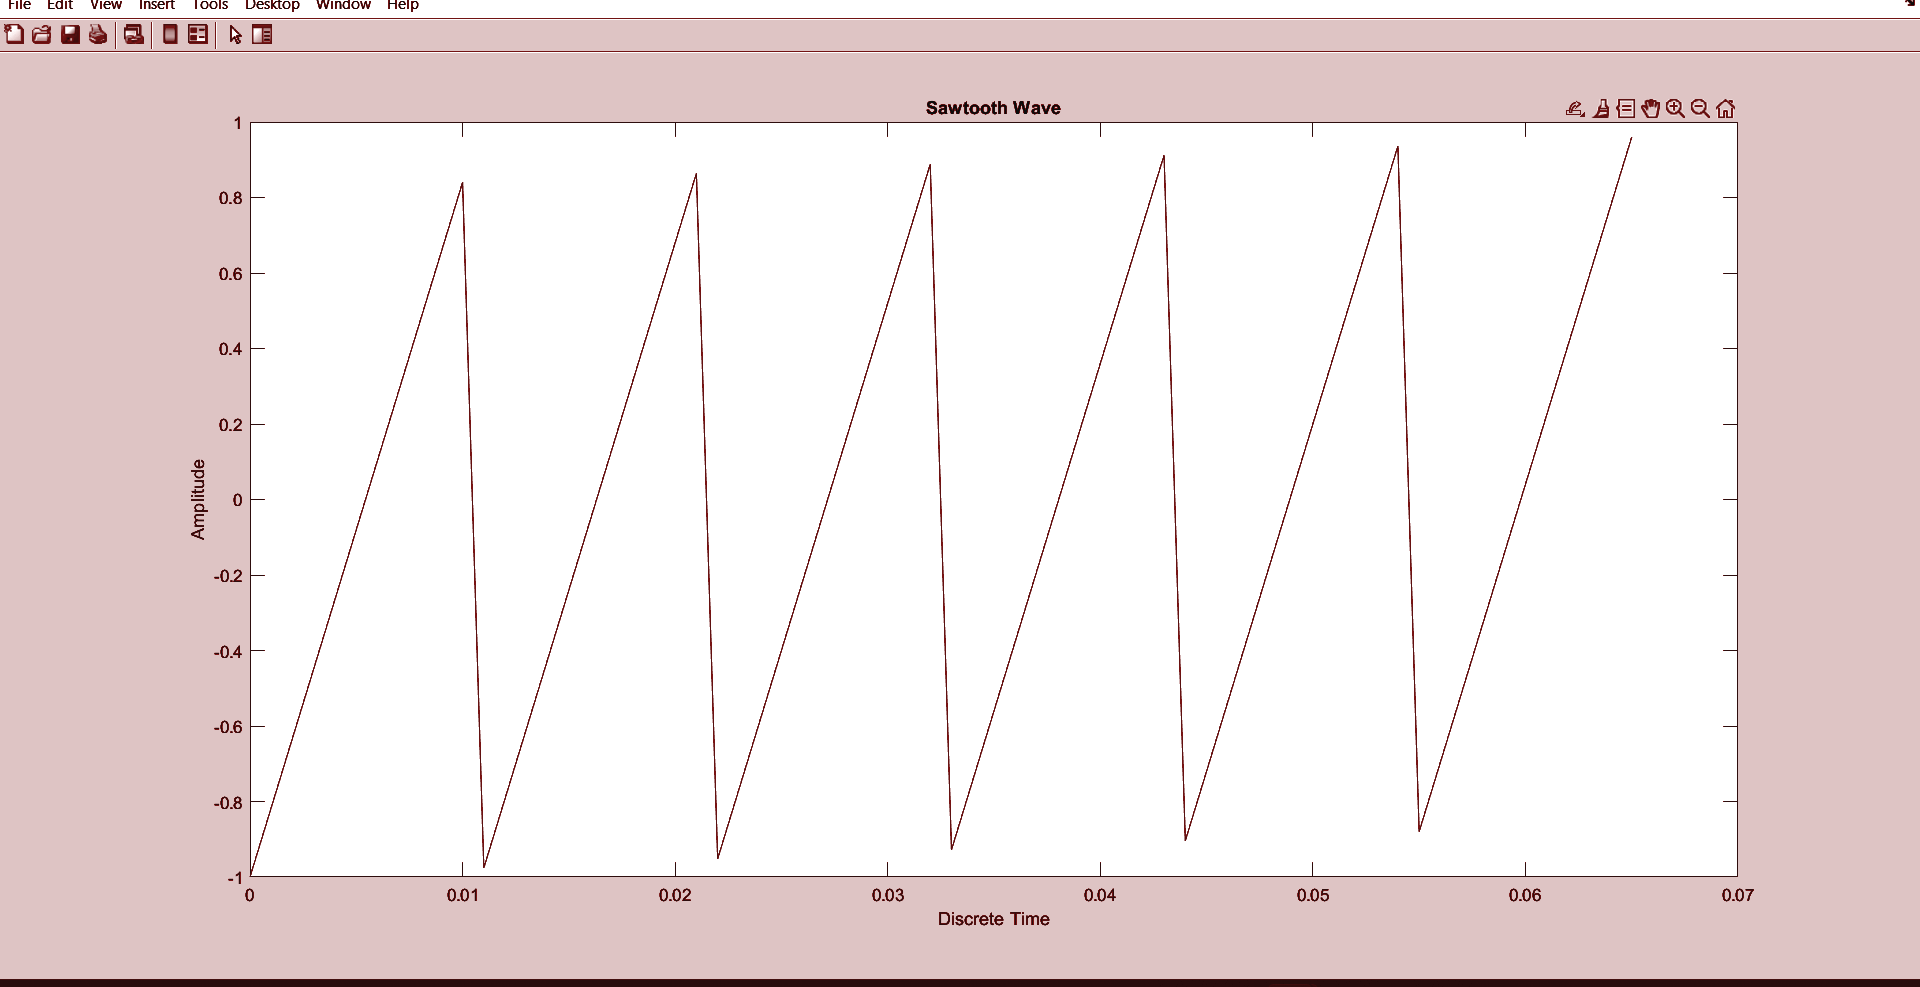 File Edit View Insert Tools Desktop Window Help
Sawtooth Wave
1
0.8
0.6
0.4
0.2
0
-0.2
-0.4
-0.6
-0.8
-1
Amplitude
0 0.01 0.02 0.03 0.04 0.05 0.06 0.07
Discrete Time